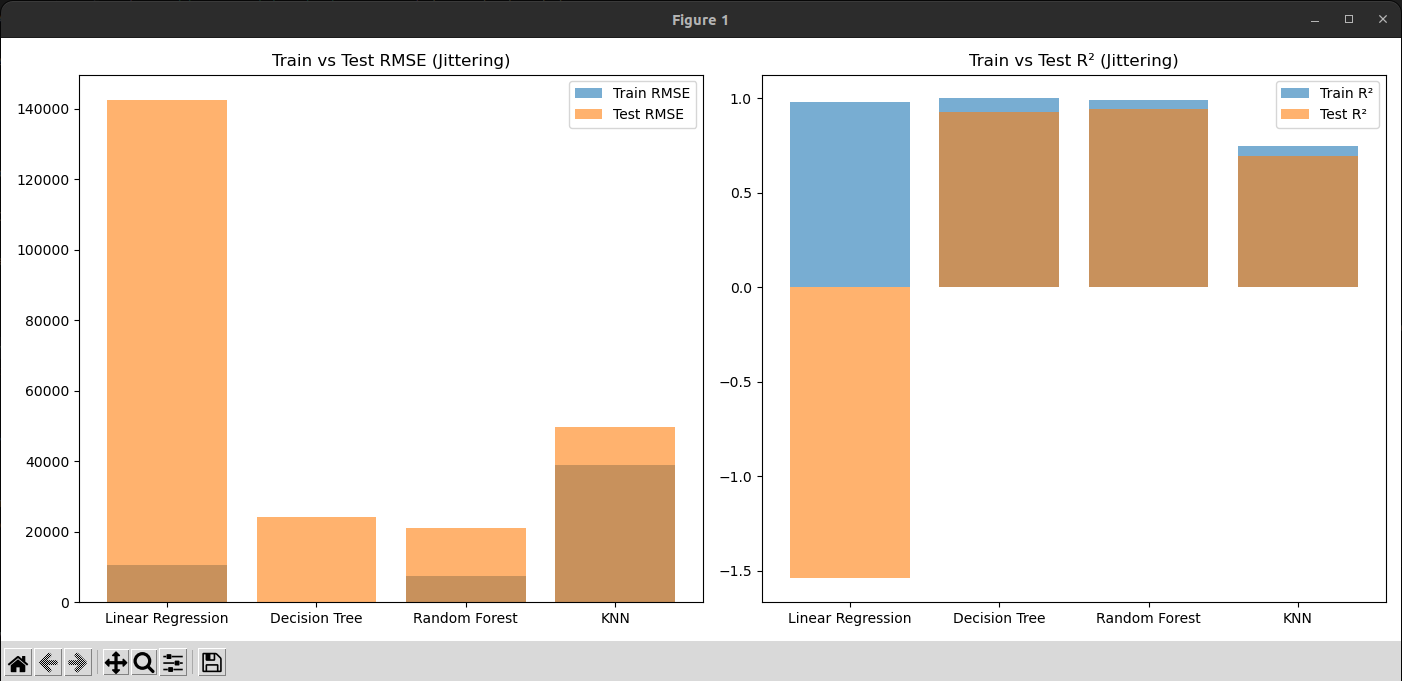 Figure 1
Train vs Test RMSE (Jittering)
Train RMSE
Test RMSE
140000
120000
100000
80000
60000
40000
20000
0
Linear Regression
Decision Tree
Random Forest
KNN
Train vs Test R² (Jittering)
Train R²
Test R²
1.0
0.5
0.0
−0.5
−1.0
−1.5
Linear Regression
Decision Tree
Random Forest
KNN